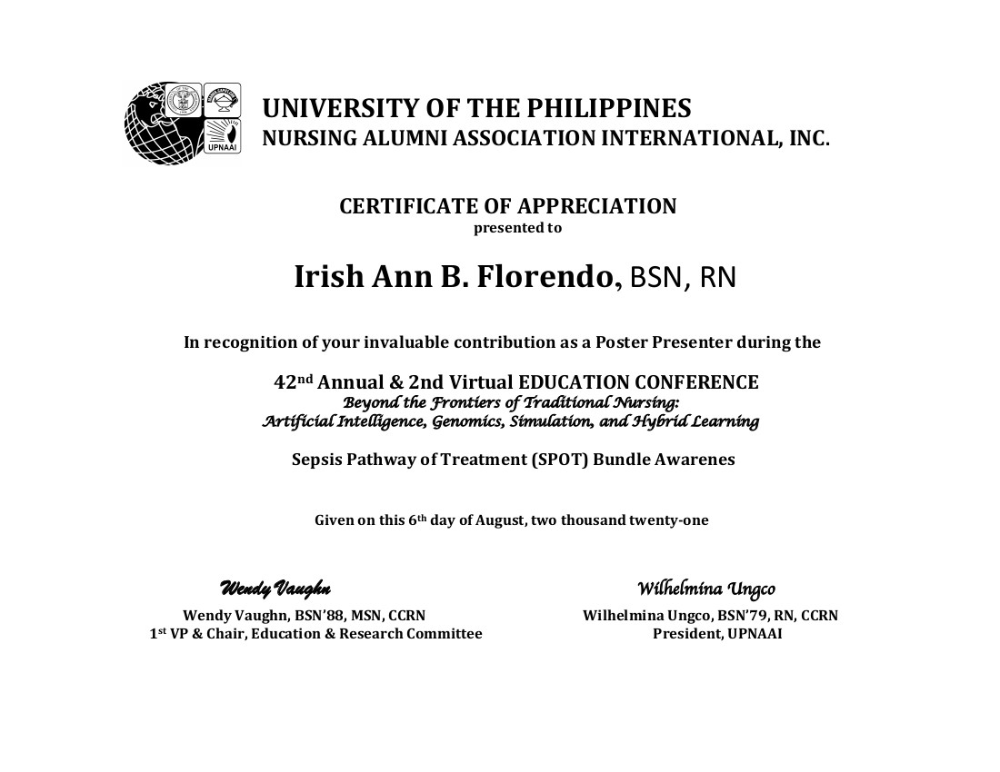 UPNAAI
UNIVERSITY OF THE PHILIPPINES
NURSING ALUMNI ASSOCIATION INTERNATIONAL, INC.
CERTIFICATE OF APPRECIATION
presented to
Irish Ann B. Florendo, BSN, RN
In recognition of your invaluable contribution as a Poster Presenter during the
42nd Annual & 2nd Virtual EDUCATION CONFERENCE
Beyond the Frontiers of Traditional Nursing:
Artificial Intelligence, Genomics, Simulation, and Hybrid Learning
Sepsis Pathway of Treatment (SPOT) Bundle Awarenes
Given on this 6th day of August, two thousand twenty-one
Wendy Vaughn
Wendy Vaughn, BSN’88, MSN, CCRN
1st VP & Chair, Education & Research Committee
Wilhelmina Ungco
Wilhelmina Ungco, BSN’79, RN, CCRN
President, UPNAAI